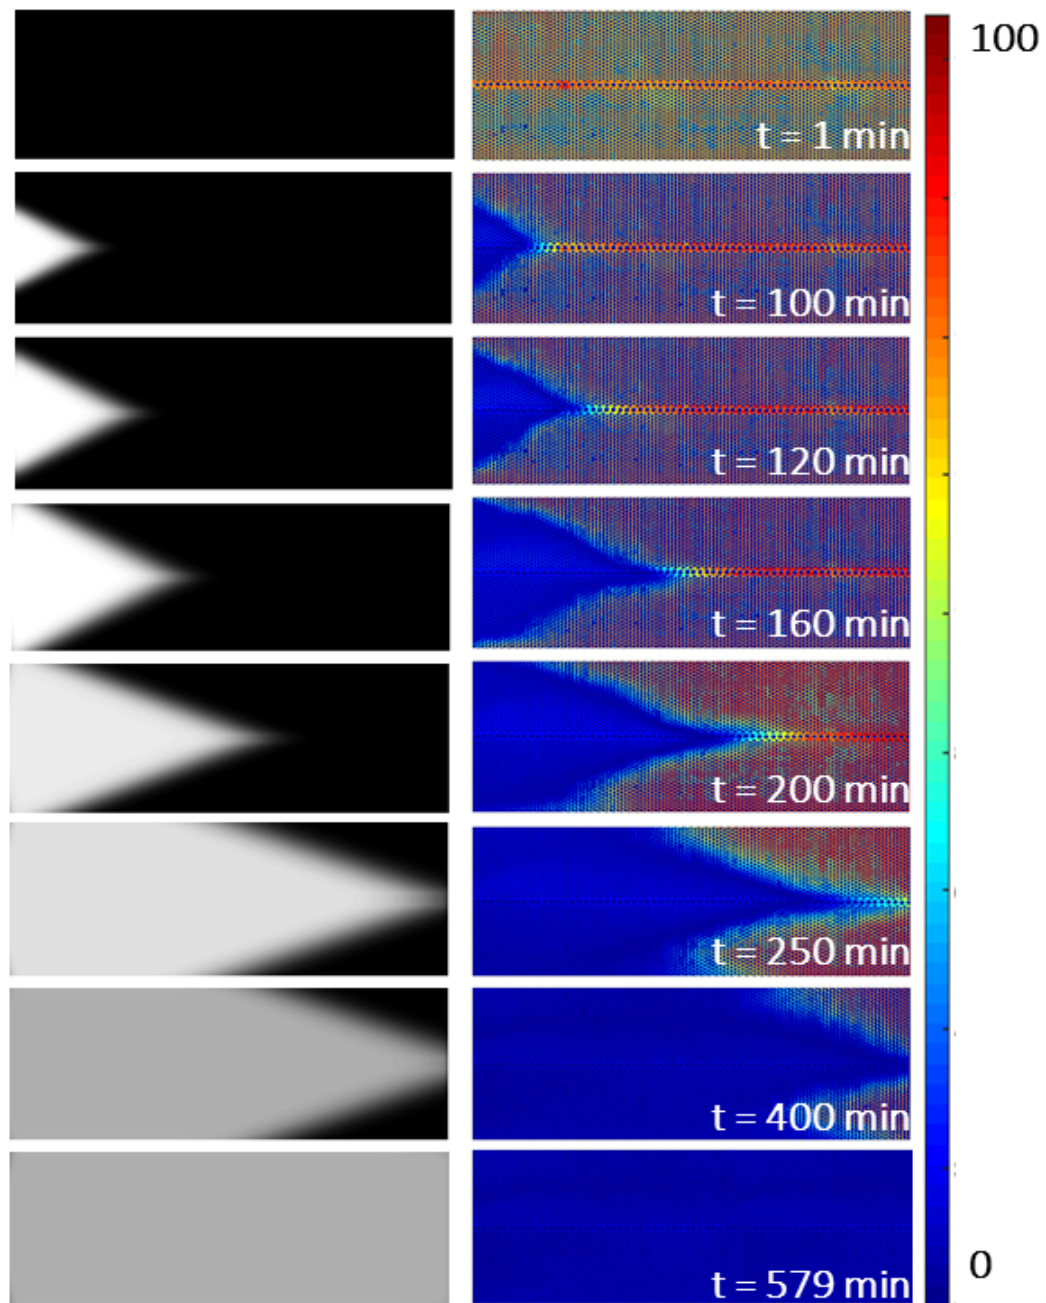 100
t = 1 min
t = 100 min
t = 120 min
t = 160 min
t = 200 min
t = 250 min
t = 400 min
0
t = 579 min